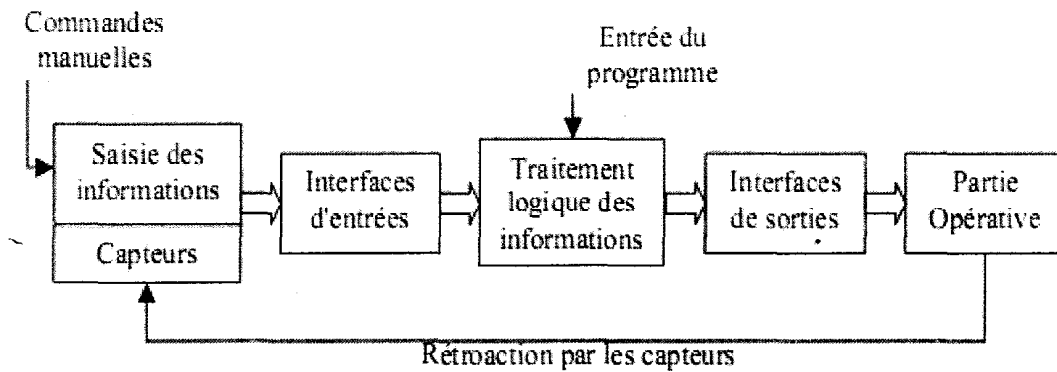 Commandes
manuelles
Entrée du
programme
Saisie des
informations
Capteurs
Interfaces
d'entrées
Traitement
logique des
informations
Interfaces
de sorties
Partie
Opérative
Rétroaction par les capteurs